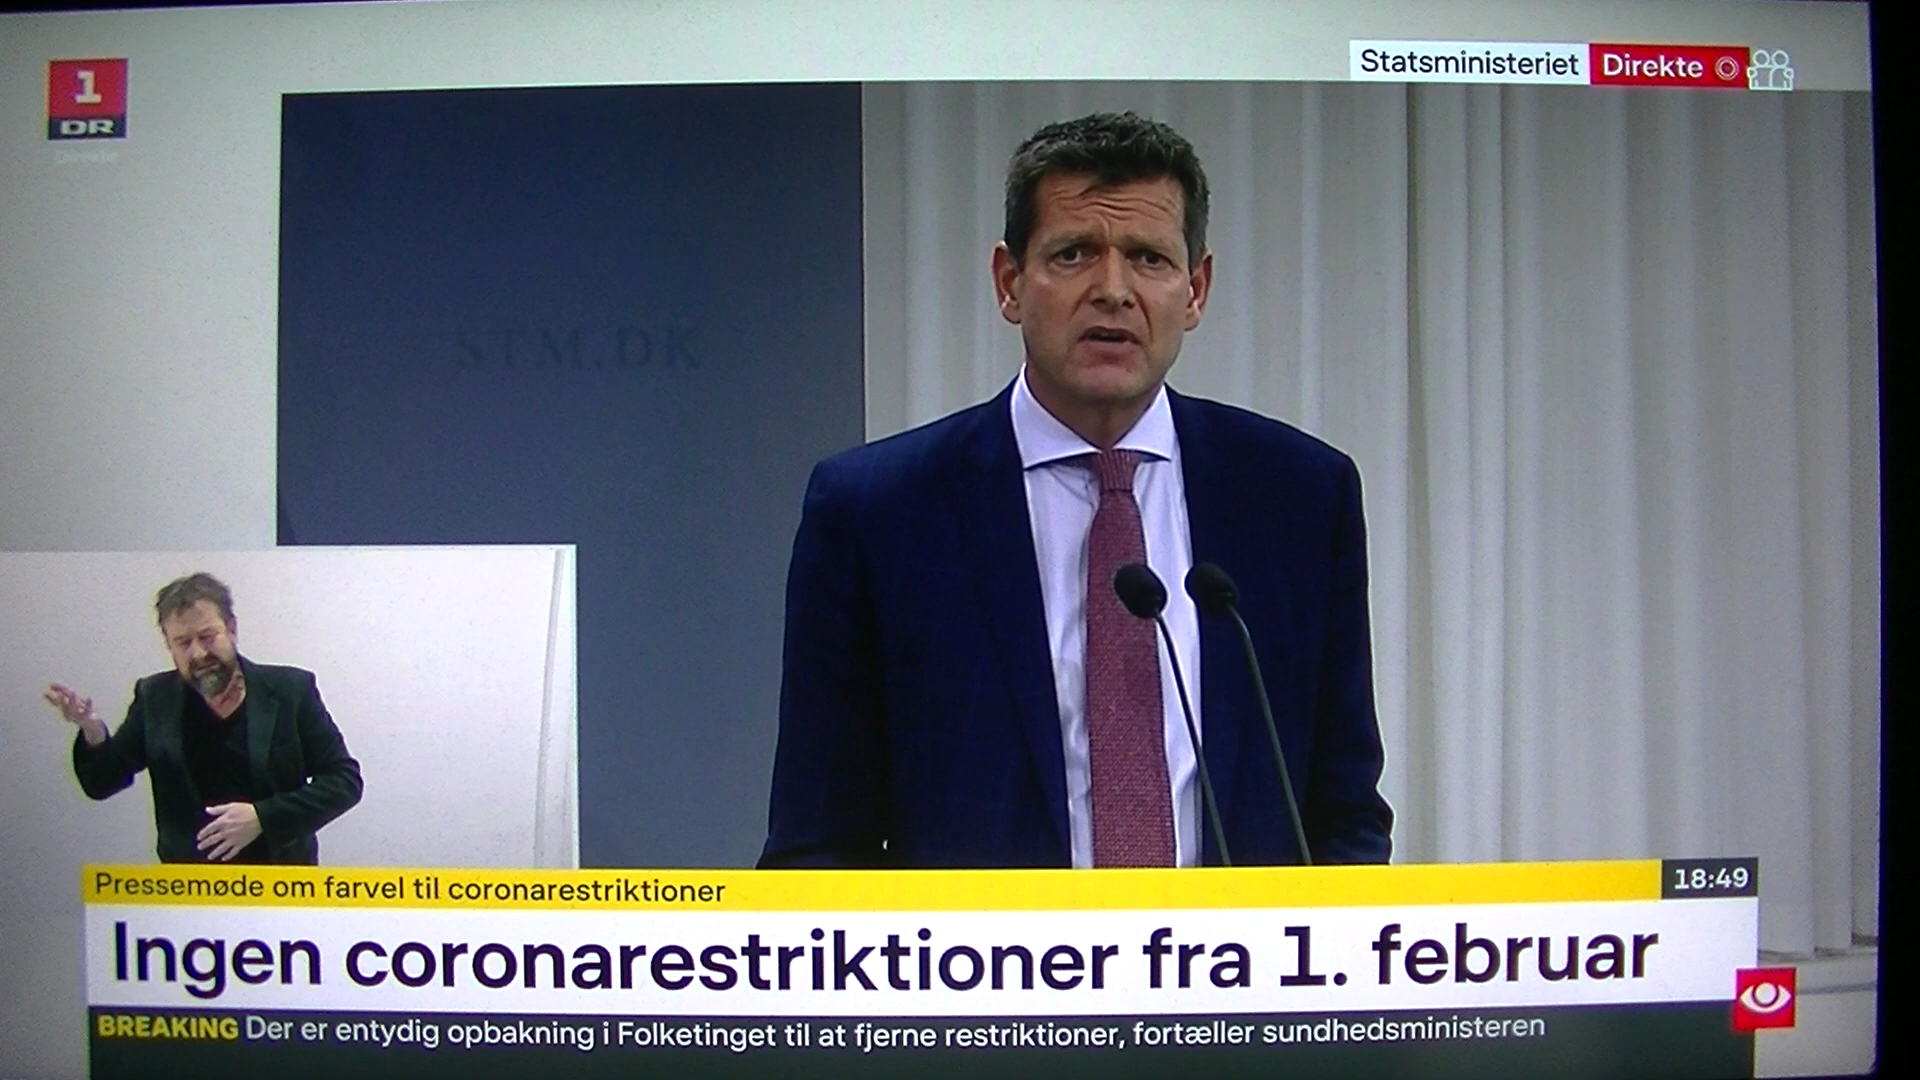 1
DR
Statsministeriet Direkte
STM.DK
Pressemøde om farvel til coronarestriktioner
18:49
Ingen coronarestriktioner fra 1. februar
BREAKING Der er entydig opbakning i Folketinget til at fjerne restriktioner, fortæller sundhedsministeren